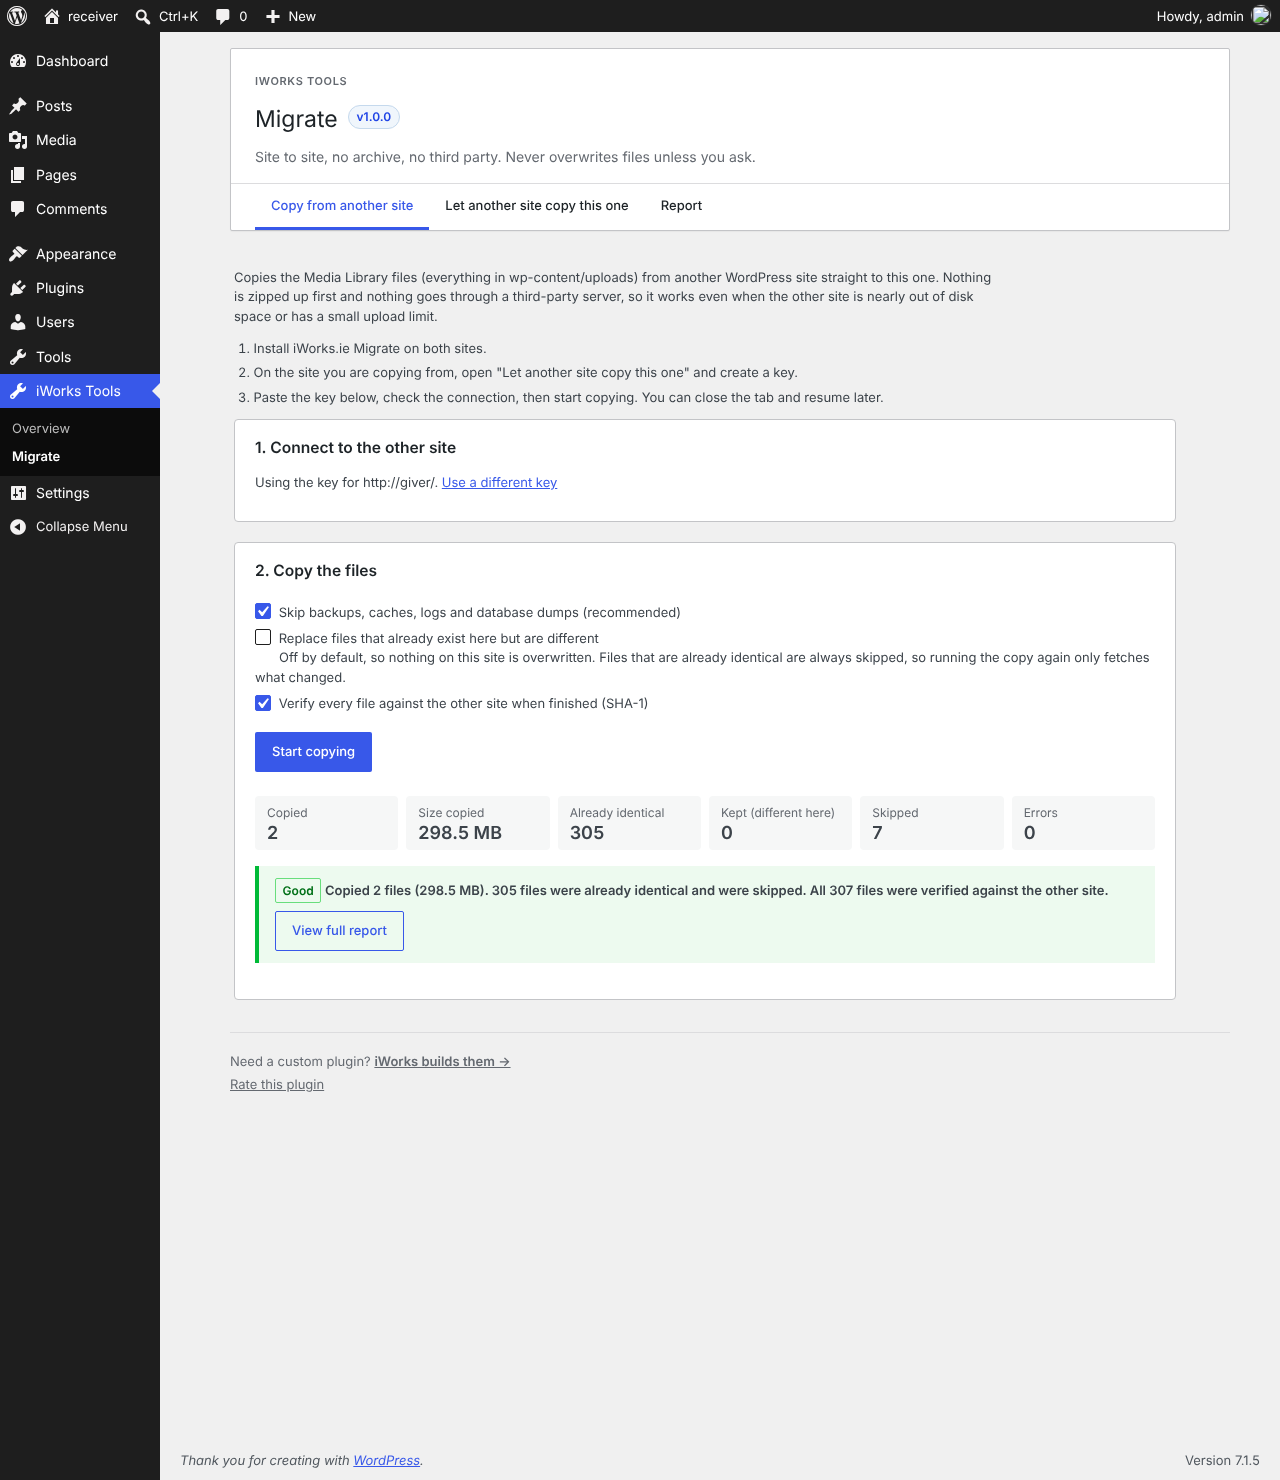 receiver
Ctrl+K
0
New
Howdy, admin
Dashboard
Posts
Media
Pages
Comments
Appearance
Plugins
Users
Tools
iWorks Tools
Overview
Migrate
Settings
Collapse Menu
IWORKS TOOLS
Migrate v1.0.0
Site to site, no archive, no third party. Never overwrites files unless you ask.
Copy from another site
Let another site copy this one
Report
Copies the Media Library files (everything in wp-content/uploads) from another WordPress site straight to this one. Nothing
is zipped up first and nothing goes through a third-party server, so it works even when the other site is nearly out of disk
space or has a small upload limit.
1. Install iWorks.ie Migrate on both sites.
2. On the site you are copying from, open "Let another site copy this one" and create a key.
3. Paste the key below, check the connection, then start copying. You can close the tab and resume later.
1. Connect to the other site
Using the key for http://giver/. Use a different key
2. Copy the files
Skip backups, caches, logs and database dumps (recommended)
Replace files that already exist here but are different
Off by default, so nothing on this site is overwritten. Files that are already identical are always skipped, so running the copy again only fetches
what changed.
Verify every file against the other site when finished (SHA-1)
Start copying
Copied
2
Size copied
298.5 MB
Already identical
305
Kept (different here)
0
Skipped
7
Errors
0
Good Copied 2 files (298.5 MB). 305 files were already identical and were skipped. All 307 files were verified against the other site.
View full report
Need a custom plugin? iWorks builds them →
Rate this plugin
Thank you for creating with WordPress.
Version 7.1.5